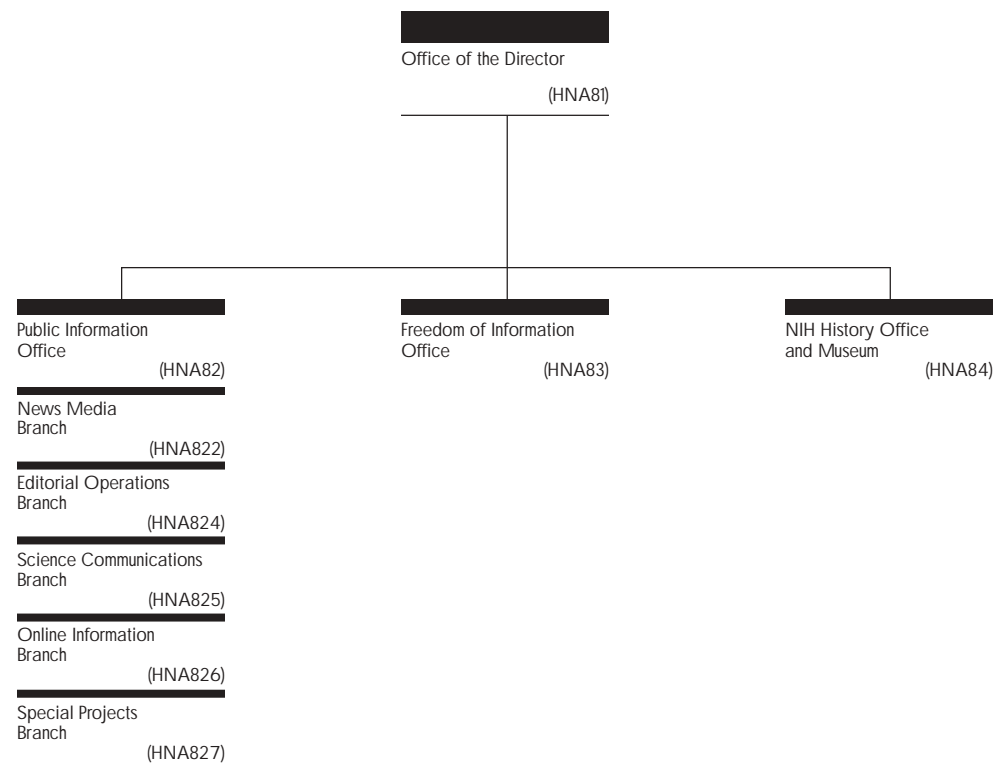 Office of the Director
(HNA81)
Public Information
Office
(HNA82)
News Media
Branch
(HNA822)
Editorial Operations
Branch
(HNA824)
Science Communications
Branch
(HNA825)
Online Information
Branch
(HNA826)
Special Projects
Branch
(HNA827)
Freedom of Information
Office
(HNA83)
NIH History Office
and Museum
(HNA84)